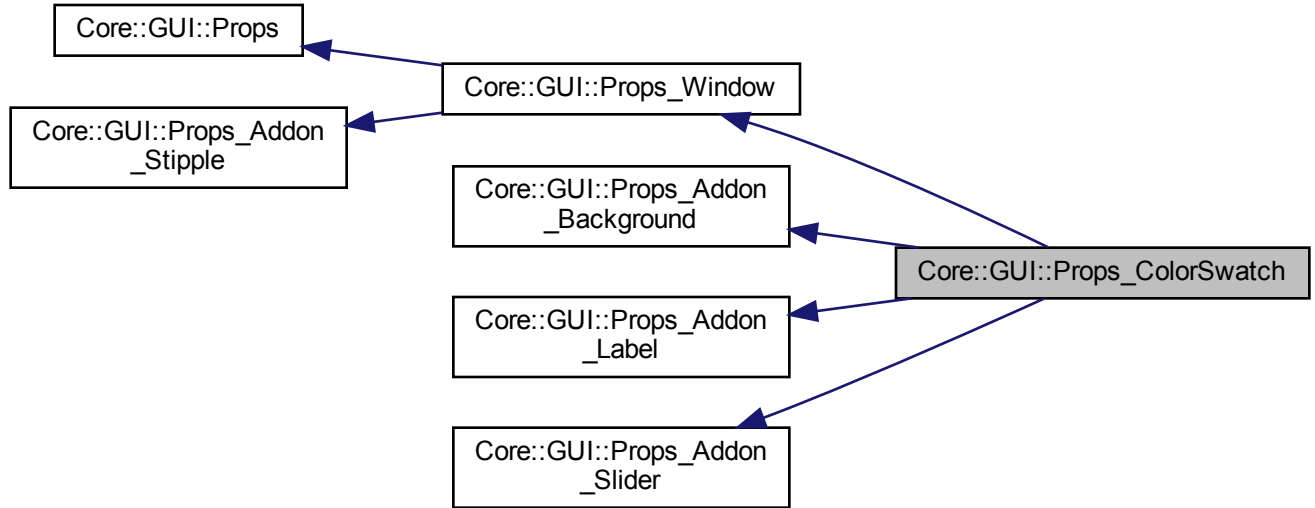 Core::GUI::Props
Core::GUI::Props_Window
Core::GUI::Props_Addon
_Stipple
Core::GUI::Props_Addon
_Background
Core::GUI::Props_ColorSwatch
Core::GUI::Props_Addon
_Label
Core::GUI::Props_Addon
_Slider